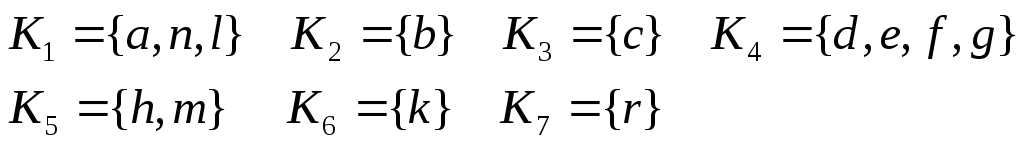 K₁ ={a,n,l} K₂ ={b} K₃ ={c} K₄ ={d,e, f,g}
K₅ ={h,m} K₆ ={k} K₇ ={r}